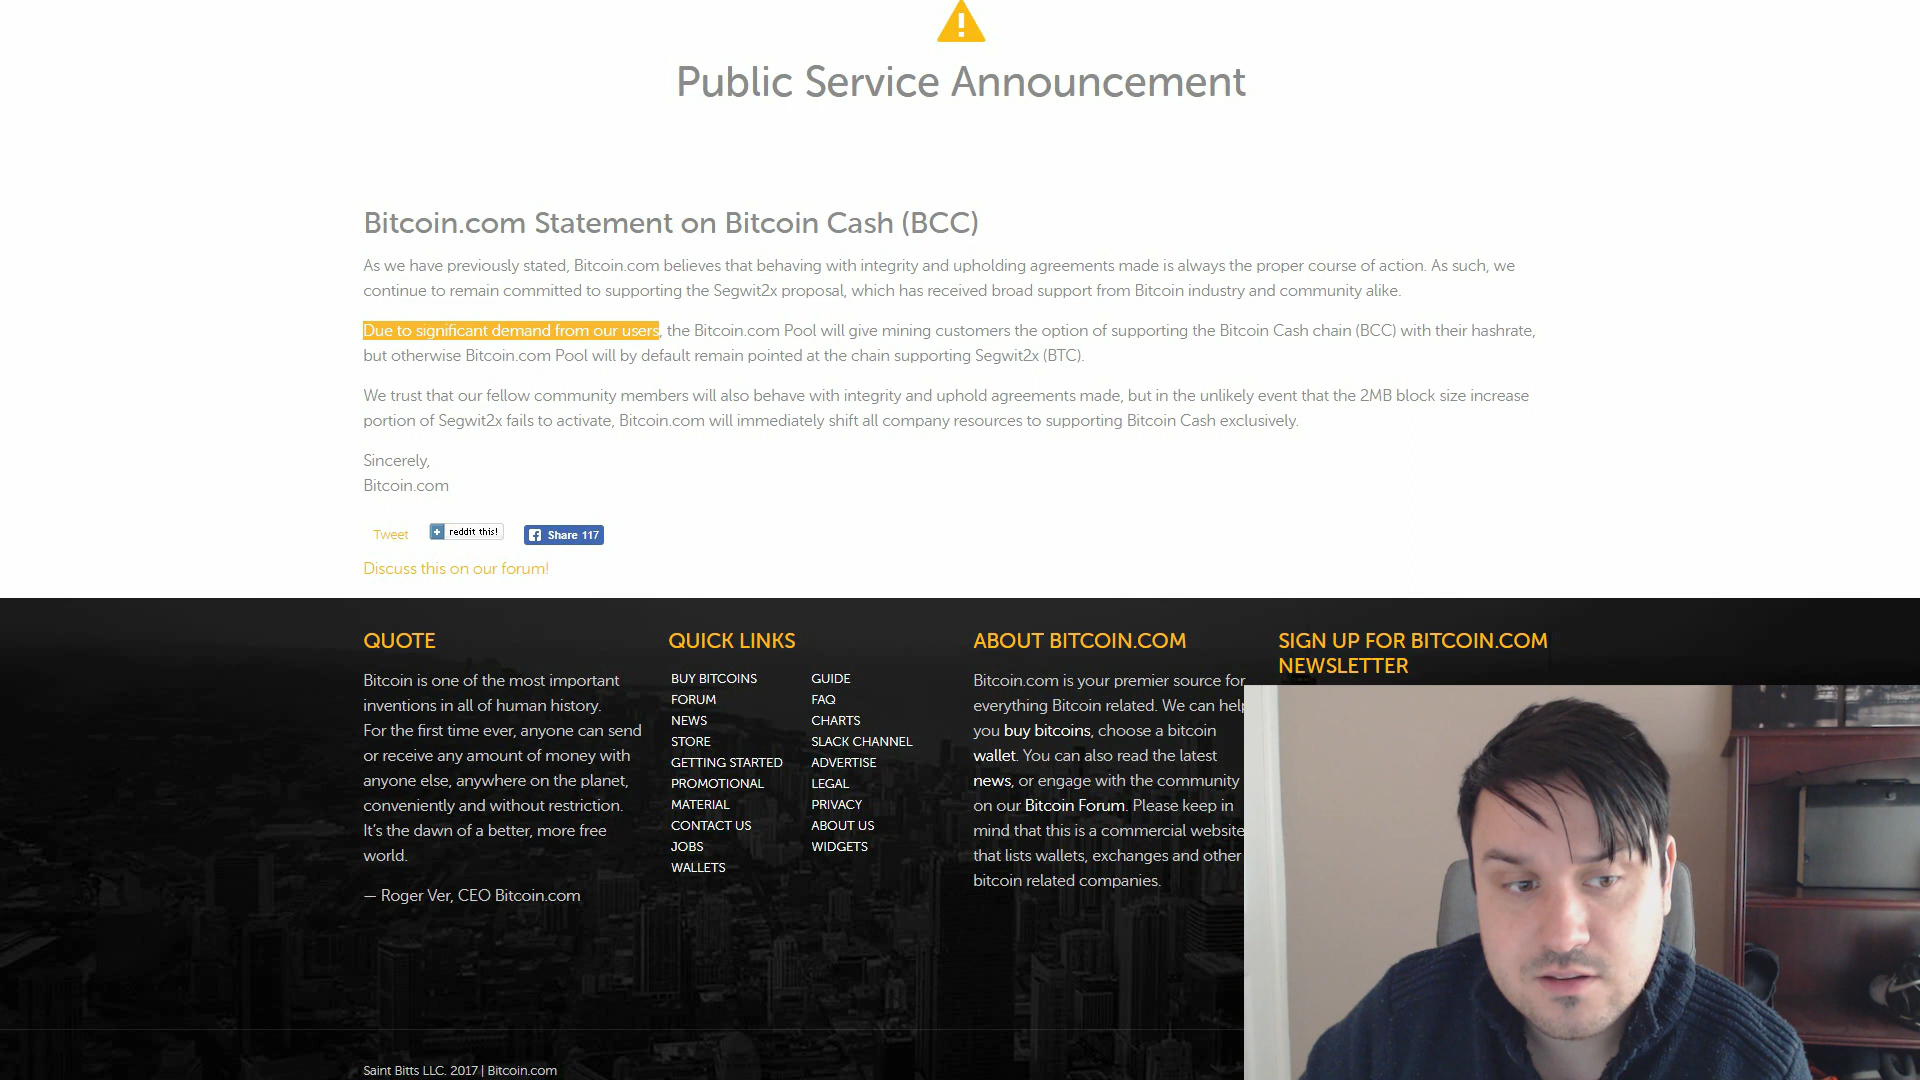 Public Service Announcement
Bitcoin.com Statement on Bitcoin Cash (BCC)
As we have previously stated, Bitcoin.com believes that behaving with integrity and upholding agreements made is always the proper course of action. As such, we
continue to remain committed to supporting the Segwit2x proposal, which has received broad support from Bitcoin industry and community alike.
Due to significant demand from our users, the Bitcoin.com Pool will give mining customers the option of supporting the Bitcoin Cash chain (BCC) with their hashrate,
but otherwise Bitcoin.com Pool will by default remain pointed at the chain supporting Segwit2x (BTC).
We trust that our fellow community members will also behave with integrity and uphold agreements made, but in the unlikely event that the 2MB block size increase
portion of Segwit2x fails to activate, Bitcoin.com will immediately shift all company resources to supporting Bitcoin Cash exclusively.
Sincerely,
Bitcoin.com
Tweet
reddit this!
Share 117
Discuss this on our forum!
QUOTE
Bitcoin is one of the most important
inventions in all of human history.
For the first time ever, anyone can send
or receive any amount of money with
anyone else, anywhere on the planet,
conveniently and without restriction.
It's the dawn of a better, more free
world.
— Roger Ver, CEO Bitcoin.com
QUICK LINKS
BUY BITCOINS
FORUM
NEWS
STORE
GETTING STARTED
PROMOTIONAL
MATERIAL
CONTACT US
JOBS
WALLETS
GUIDE
FAQ
CHARTS
SLACK CHANNEL
ADVERTISE
LEGAL
PRIVACY
ABOUT US
WIDGETS
ABOUT BITCOIN.COM
Bitcoin.com is your premier source for
everything Bitcoin related. We can help
you buy bitcoins, choose a bitcoin
wallet. You can also read the latest
news, or engage with the community
on our Bitcoin Forum. Please keep in
mind that this is a commercial website
that lists wallets, exchanges and other
bitcoin related companies.
SIGN UP FOR BITCOIN.COM
NEWSLETTER
Saint Bitts LLC. 2017 | Bitcoin.com